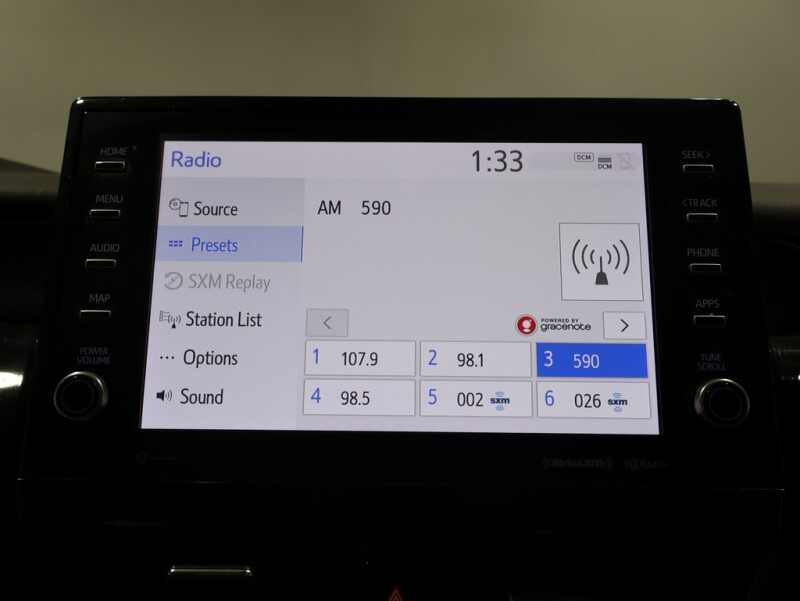 HOME
MENU
AUDIO
MAP
POWER
VOLUME
Radio
1:33
DCM
DCM
Source
Presets
SXM Replay
Station List
Options
Sound
AM 590
POWERED BY
gracenote
1 107.9
2 98.1
3 590
4 98.5
5 002 sxm
6 026 sxm
SEEK >
< TRACK
PHONE
APPS
TUNE
SCROLL